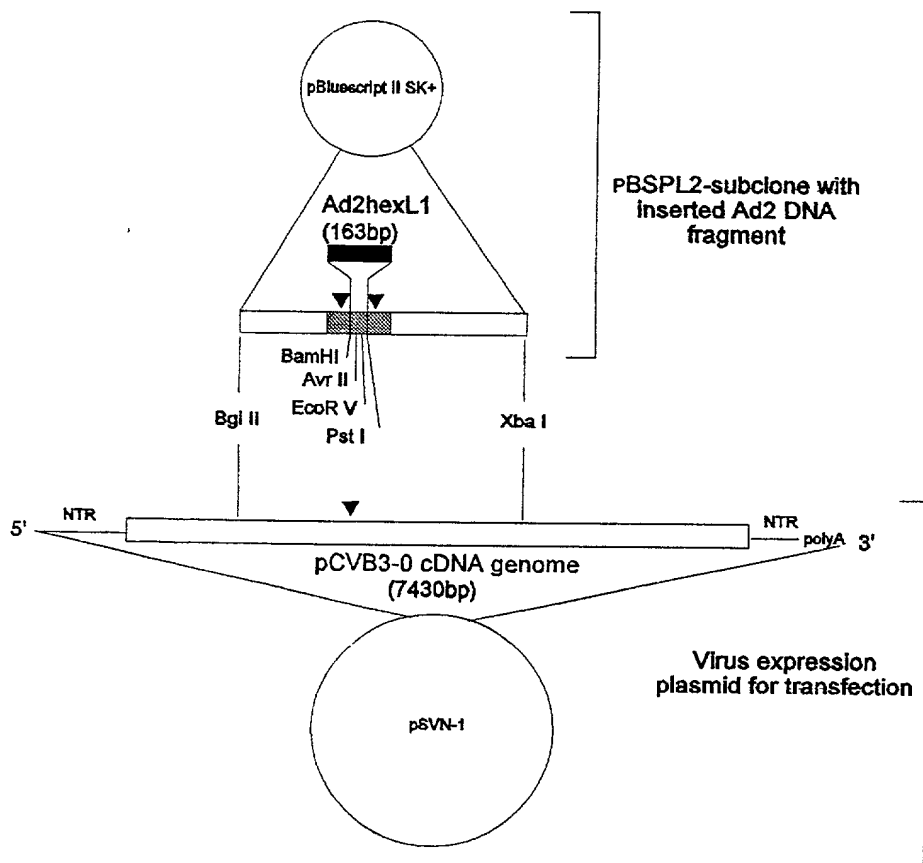 pBluescript II SK+
Ad2hexL1
(163bp)
PBSPL2-subclone with
inserted Ad2 DNA
fragment
BamHI
Avr II
EcoR V
Pst I
Bgl II
Xba I
5'
NTR
NTR
polyA
3'
pCVB3-0 cDNA genome
(7430bp)
Virus expression
plasmid for transfection
pSVN-1